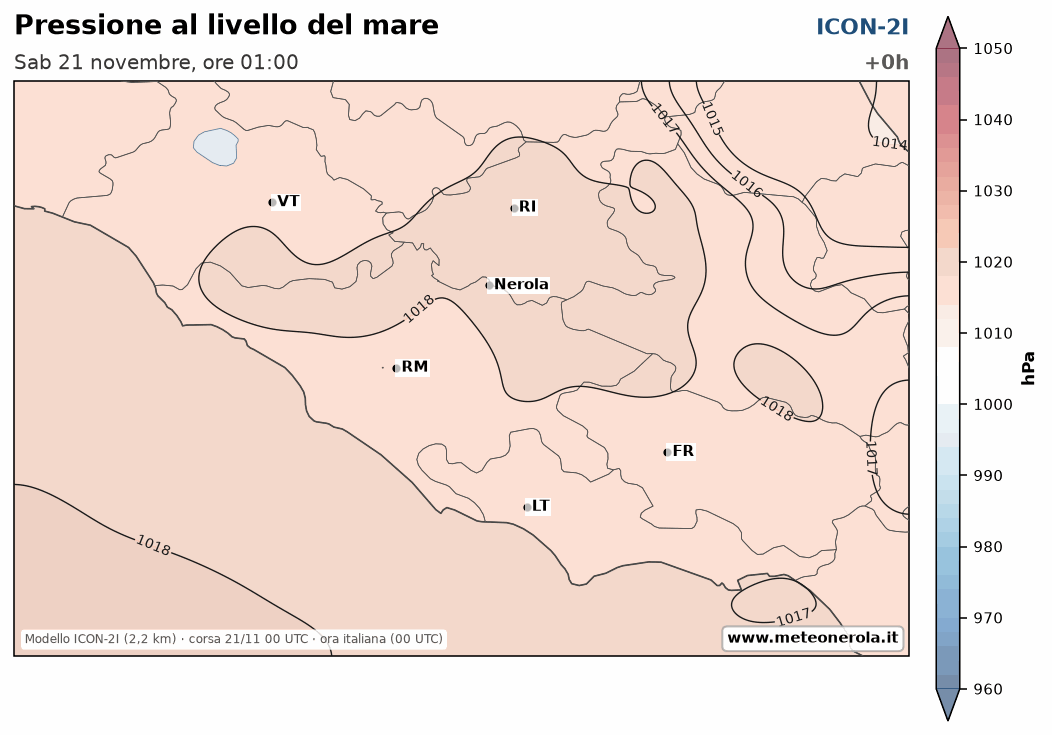 Pressione al livello del mare
ICON-2I
Sab 21 novembre, ore 01:00
+0h
1017
1015
1014
1016
VT
RI
Nerola
1018
RM
1018
FR
1017
LT
1018
1017
Modello ICON-2I (2,2 km) · corsa 21/11 00 UTC · ora italiana (00 UTC)
www.meteonerola.it
1050
1040
1030
1020
1010
1000
990
980
970
960
hPa